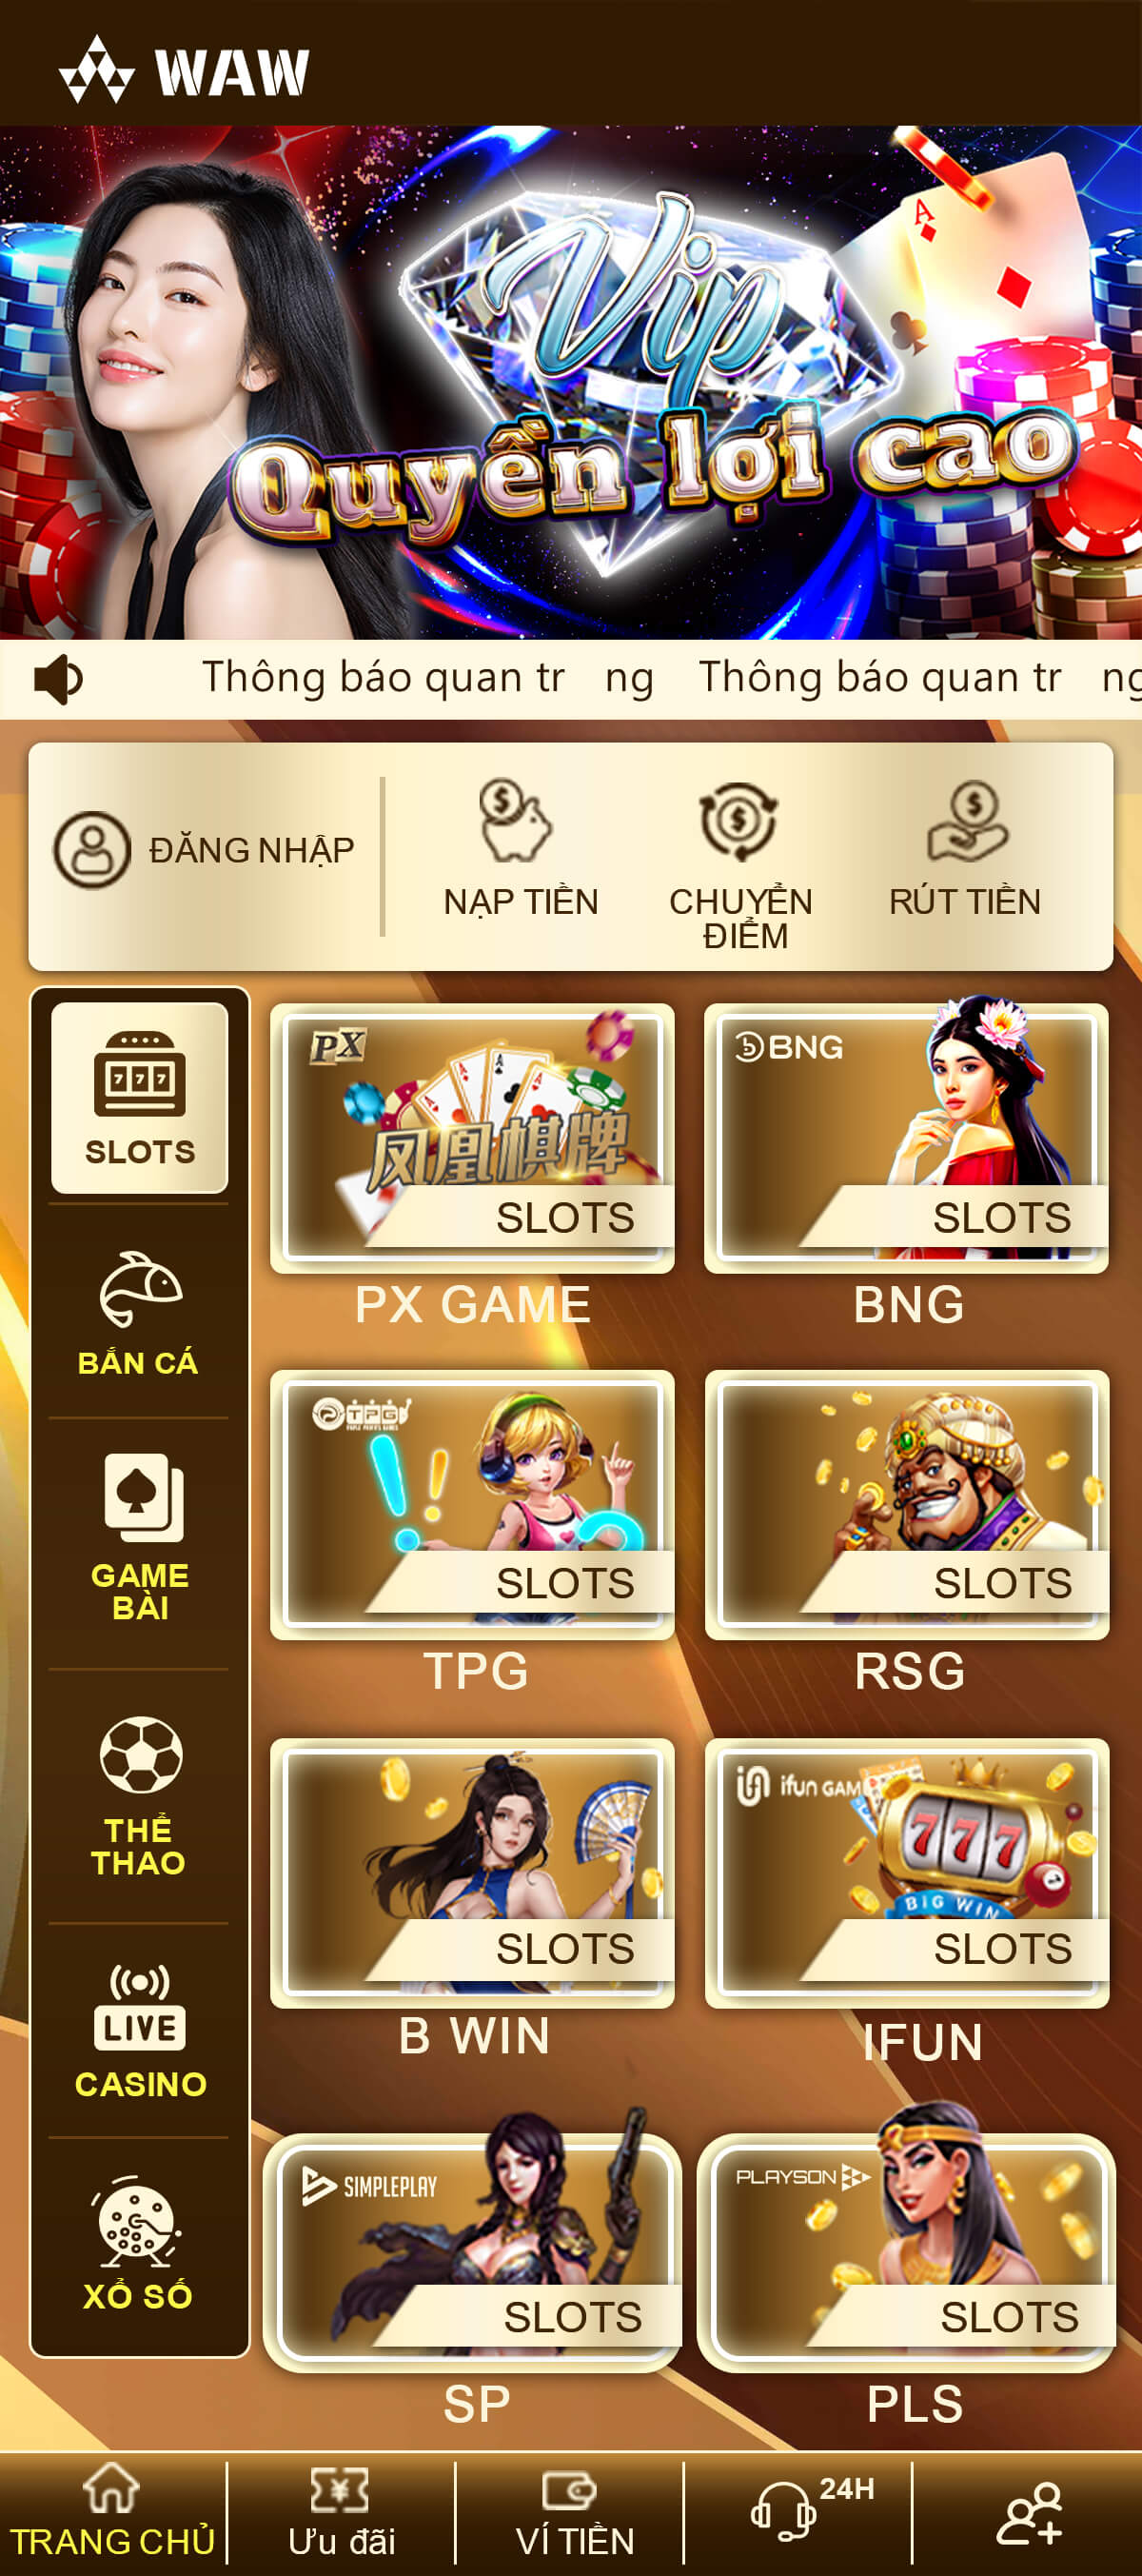 WAW
Vip
Quyền lợi cao
Thông báo quan tr ng Thông báo quan tr ng
ĐĂNG NHẬP
NẠP TIỀN
CHUYỂN
ĐIỂM
RÚT TIỀN
777
SLOTS
BẮN CÁ
GAME
BÀI
THỂ
THAO
LIVE
CASINO
XỔ SỐ
PX
凤凰棋牌
SLOTS
PX GAME
BNG
SLOTS
BNG
TPG
SLOTS
TPG
SLOTS
RSG
SLOTS
B WIN
ifun GAM
777
BIG WIN
SLOTS
IFUN
SIMPLEPLAY
SLOTS
SP
PLAYSON
SLOTS
PLS
TRANG CHỦ
Ưu đãi
VÍ TIỀN
24H